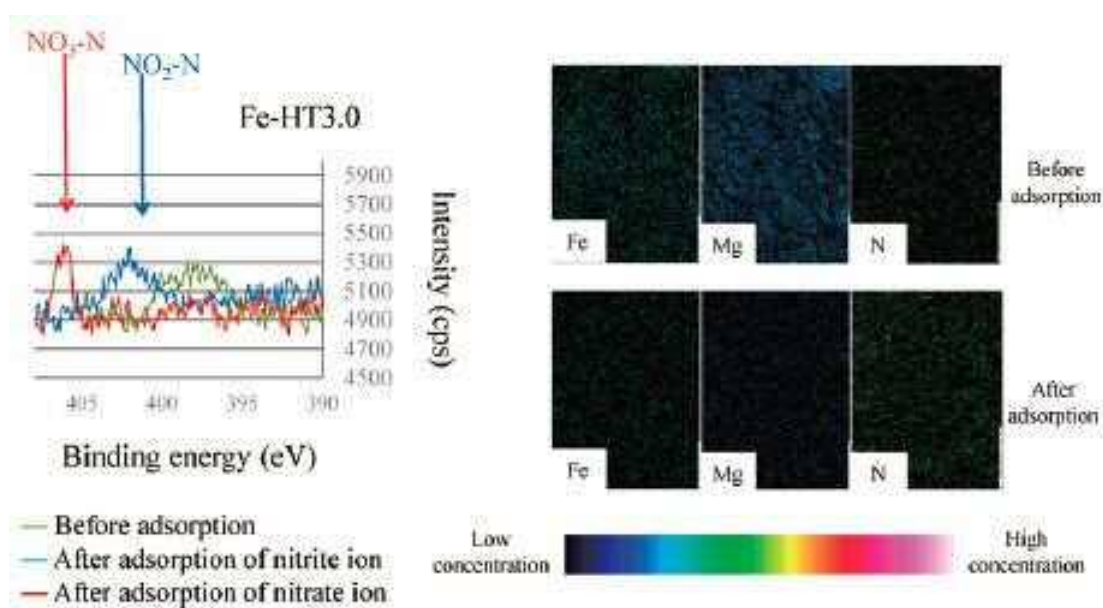 NO₃-N
NO₂-N
Fe-HT3.0
5900
5700
5500
5300
5100
4900
4700
4500
405
400
395
390
Intensity (cps)
Binding energy (eV)
Before adsorption
After adsorption of nitrite ion
After adsorption of nitrate ion
Fe
Mg
N
Before
adsorption
Fe
Mg
N
After
adsorption
Low
concentration
High
concentration